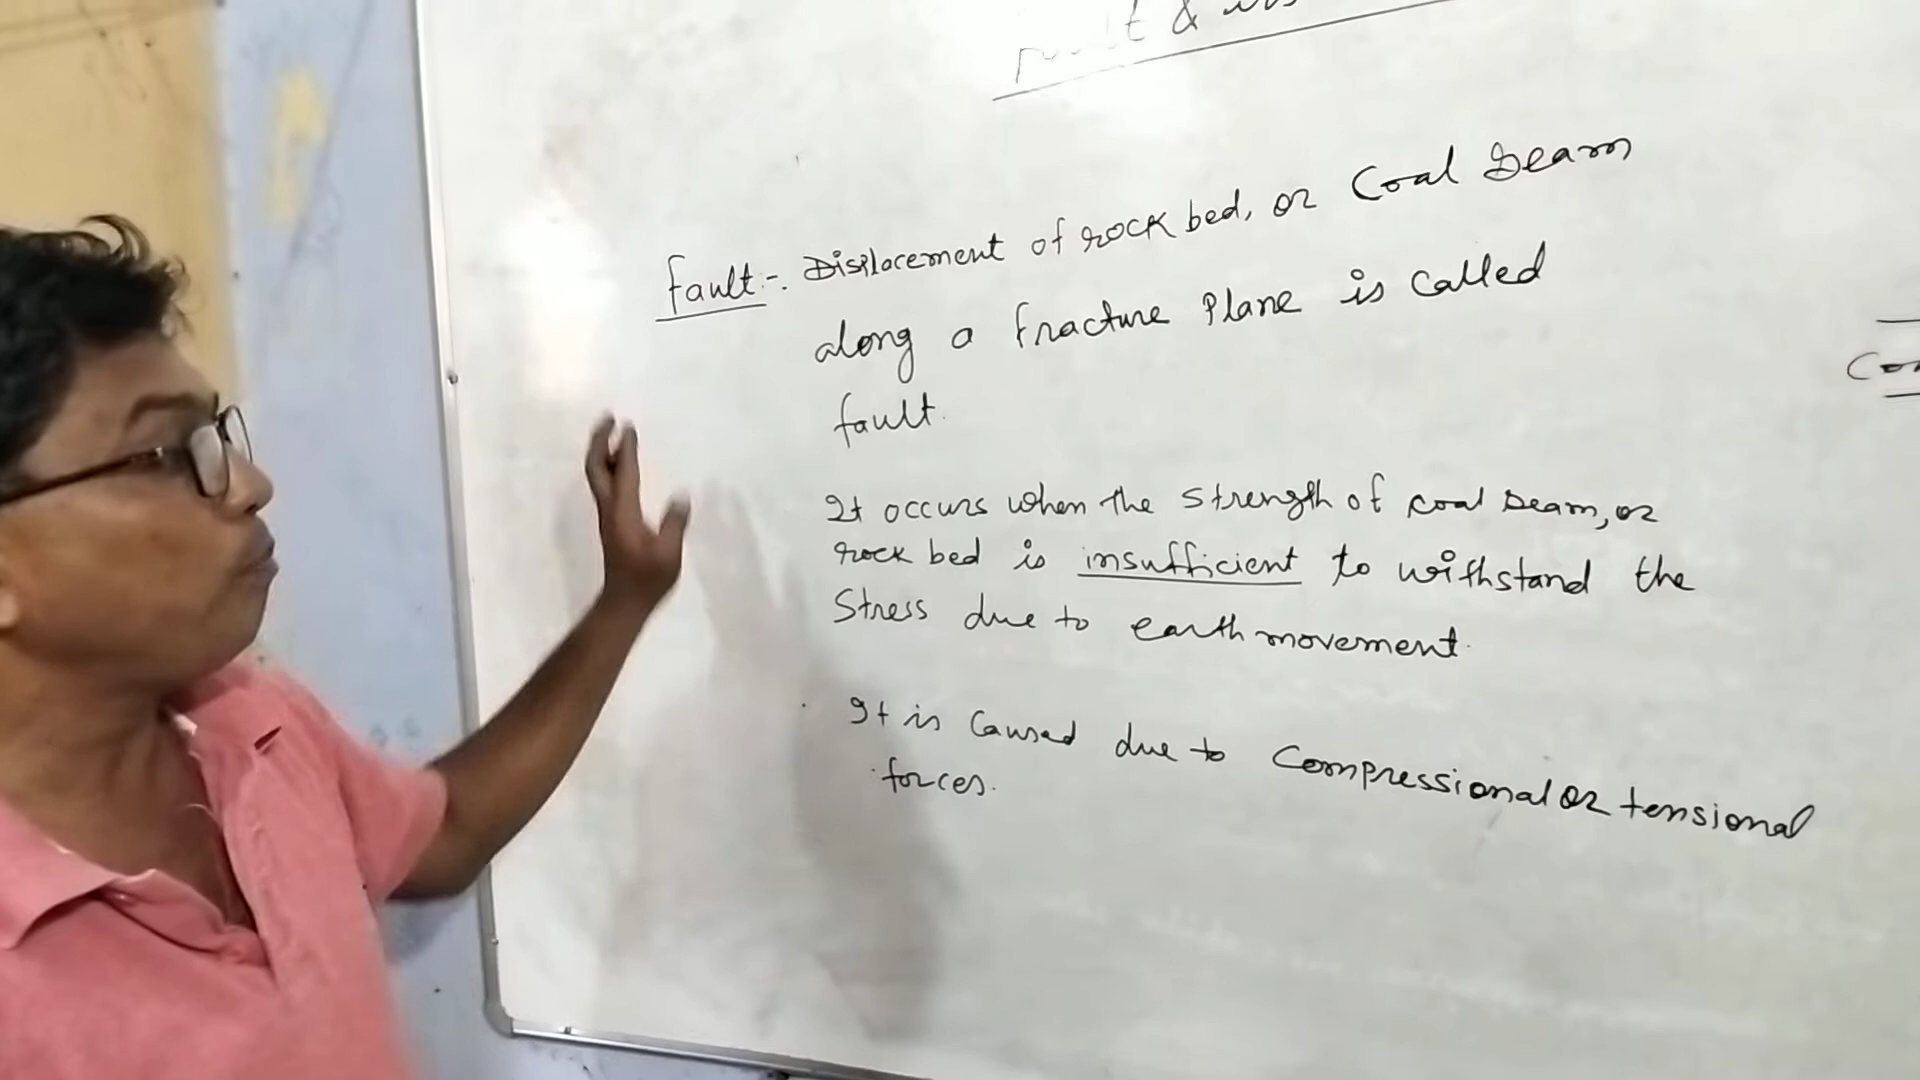 &
Fault:- Displacement of rock bed, or Coal Seam
along a fracture Plane is called
fault.
It occurs when the strength of coal seam, or
rock bed is insufficient to withstand the
Stress due to earth movement.
It is Caused due to Compressional or tensional
forces.